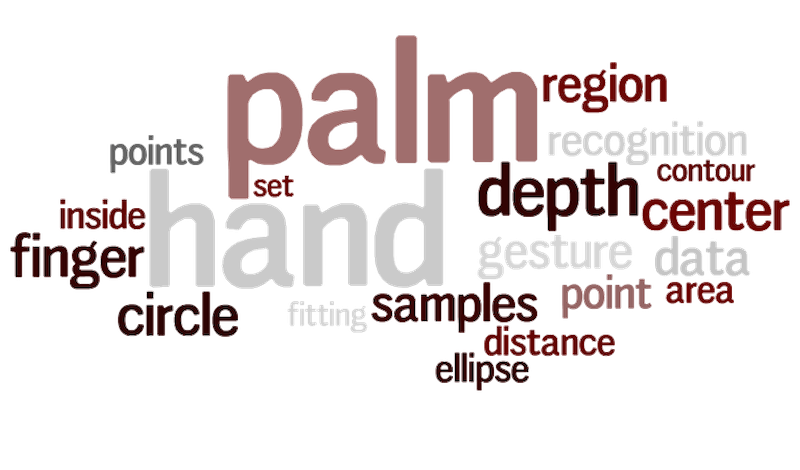 palm
region
points
recognition
contour
set
depth
inside
hand
center
finger
gesture
data
circle
fitting
samples
point
area
distance
ellipse